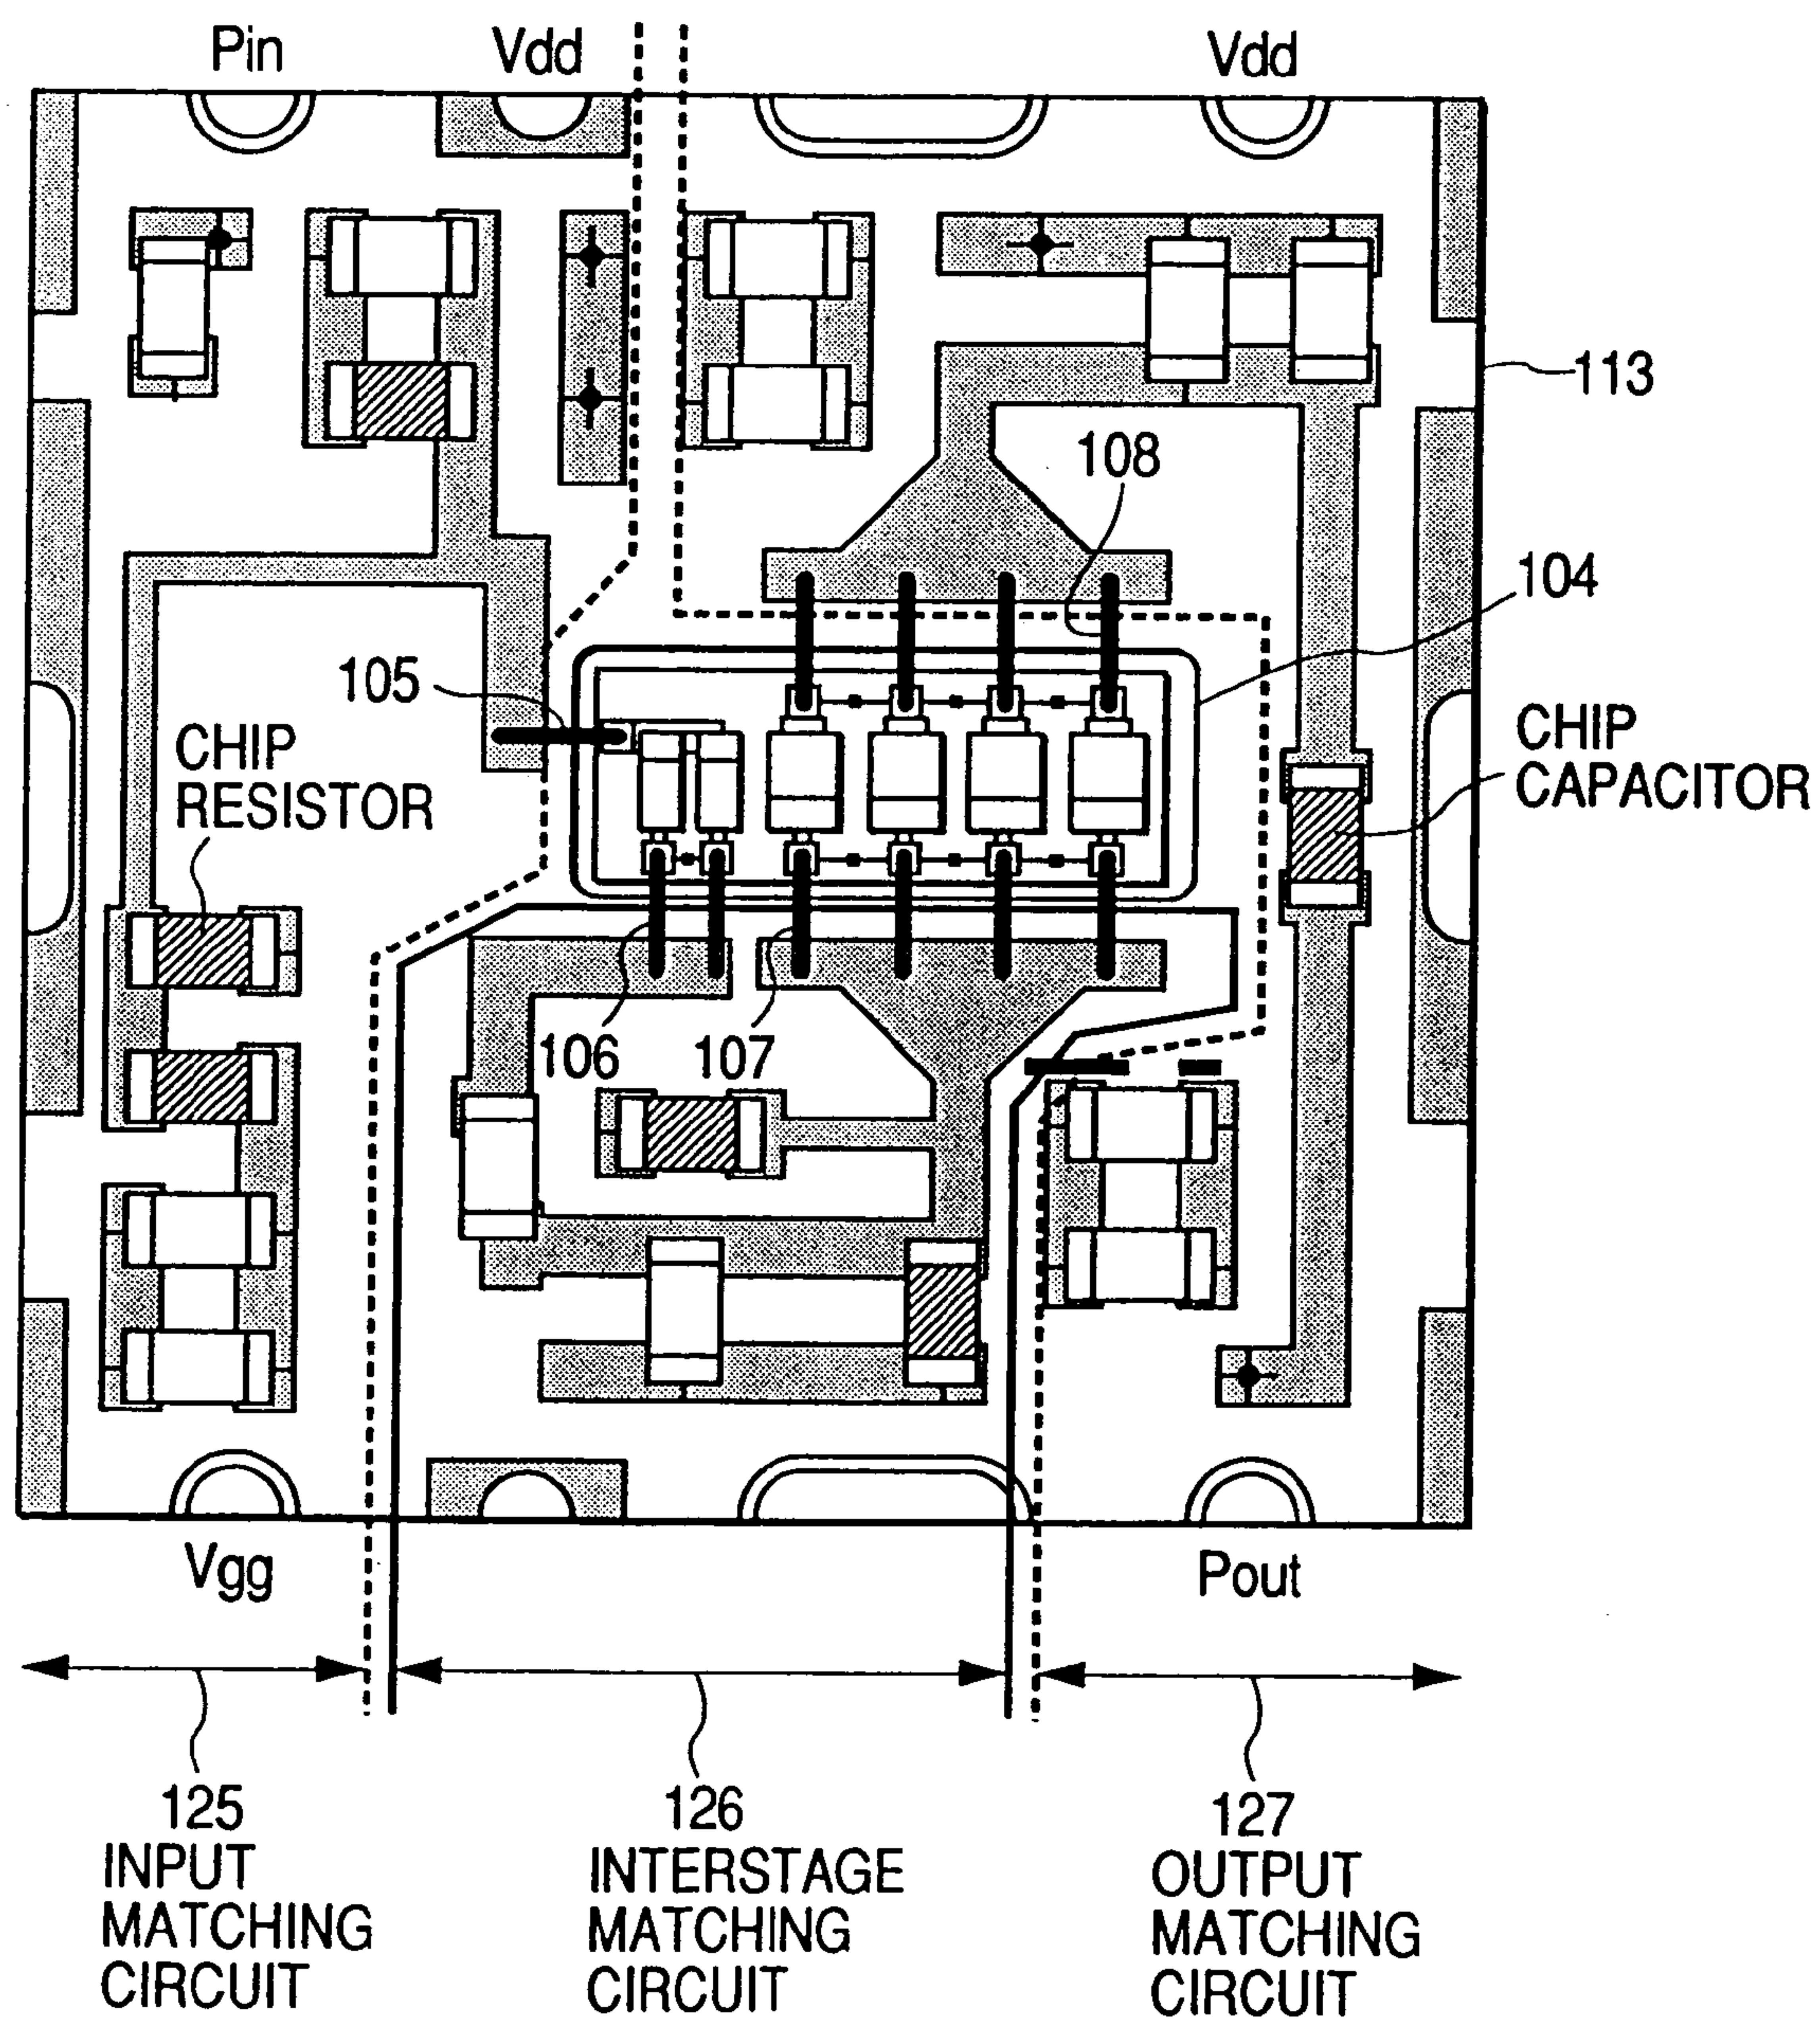 Pin
Vdd
Vdd
113
108
104
105
CHIP
RESISTOR
CHIP
CAPACITOR
106
107
Vgg
Pout
125
INPUT
MATCHING
CIRCUIT
126
INTERSTAGE
MATCHING
CIRCUIT
127
OUTPUT
MATCHING
CIRCUIT